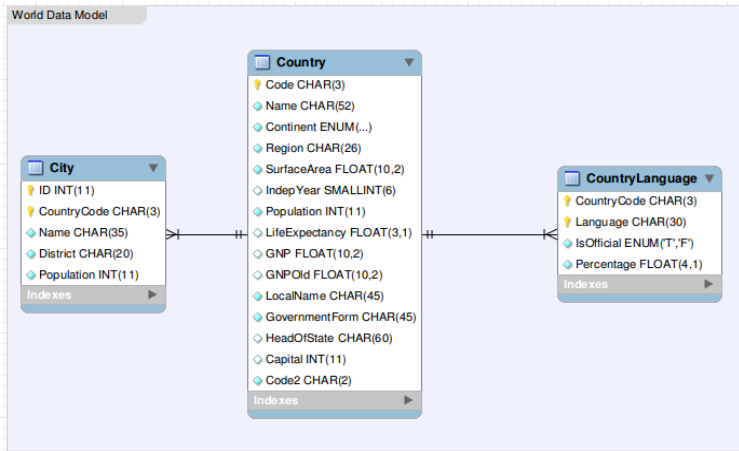 World Data Model
City
ID INT(11)
CountryCode CHAR(3)
Name CHAR(35)
District CHAR(20)
Population INT(11)
Indexes
Country
Code CHAR(3)
Name CHAR(52)
Continent ENUM(...)
Region CHAR(26)
SurfaceArea FLOAT(10,2)
IndepYear SMALLINT(6)
Population INT(11)
LifeExpectancy FLOAT(3,1)
GNP FLOAT(10,2)
GNPOld FLOAT(10,2)
LocalName CHAR(45)
GovernmentForm CHAR(45)
HeadOfState CHAR(60)
Capital INT(11)
Code2 CHAR(2)
Indexes
CountryLanguage
CountryCode CHAR(3)
Language CHAR(30)
IsOfficial ENUM('T','F')
Percentage FLOAT(4,1)
Indexes